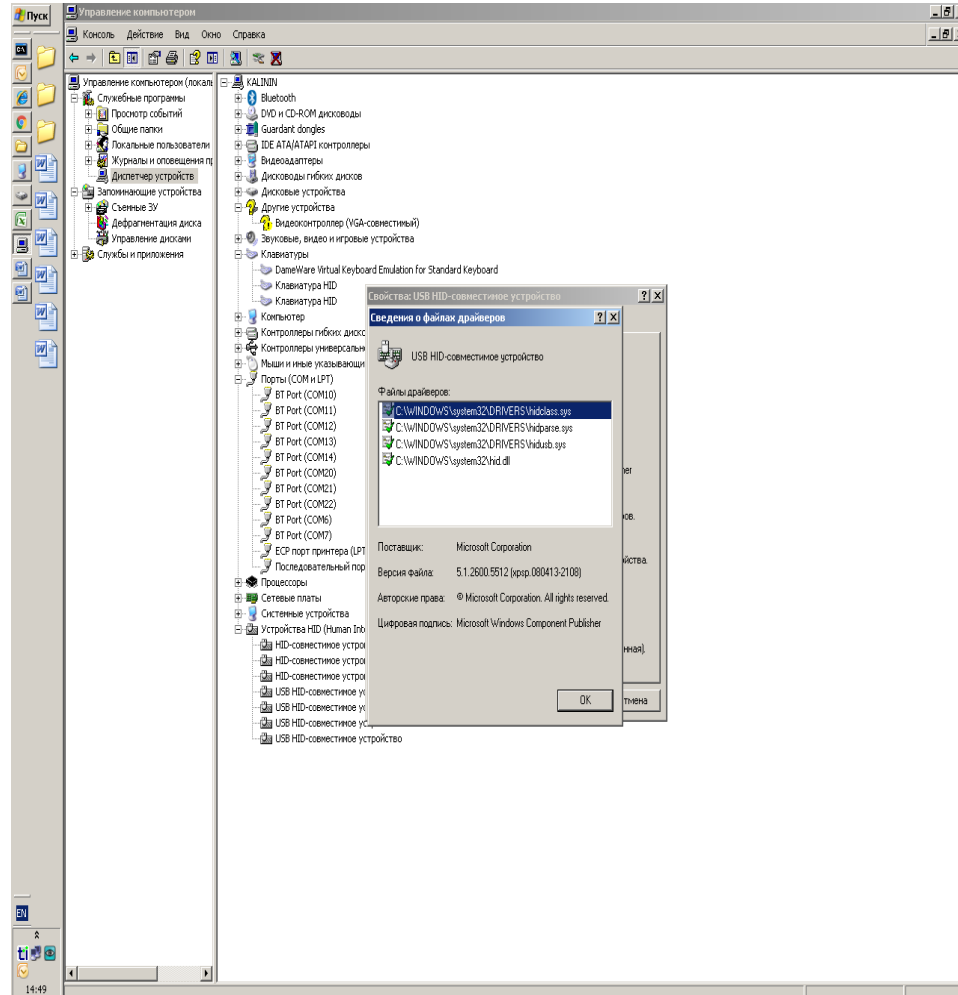 Пуск
Управление компьютером
Консоль Действие Вид Окно Справка
Управление компьютером (локаль
Служебные программы
Просмотр событий
Общие папки
Локальные пользователи
Журналы и оповещения пр
Диспетчер устройств
Запоминающие устройства
Съемные ЗУ
Дефрагментация диска
Управление дисками
Службы и приложения
KALININ
Bluetooth
DVD и CD-ROM дисководы
Guardant dongles
IDE ATA/ATAPI контроллеры
Видеоадаптеры
Дисководы гибких дисков
Дисковые устройства
Другие устройства
Видеоконтроллер (VGA-совместимый)
Звуковые, видео и игровые устройства
Клавиатуры
DameWare Virtual Keyboard Emulation for Standard Keyboard
Клавиатура HID
Клавиатура HID
Компьютер
Контроллеры гибких диско
Контроллеры универсальн
Мыши и иные указывающи
Порты (COM и LPT)
BT Port (COM10)
BT Port (COM11)
BT Port (COM12)
BT Port (COM13)
BT Port (COM14)
BT Port (COM20)
BT Port (COM21)
BT Port (COM22)
BT Port (COM6)
BT Port (COM7)
ECP порт принтера (LPT
Последовательный пор
Процессоры
Сетевые платы
Системные устройства
Устройства HID (Human Inte
HID-совместимое устрой
HID-совместимое устрой
HID-совместимое устрой
USB HID-совместимое ус
USB HID-совместимое ус
USB HID-совместимое устр
USB HID-совместимое устройство
Свойства: USB HID-совместимое устройство
Сведения о файлах драйверов
USB HID-совместимое устройство
Файлы драйверов:
C:\WINDOWS\system32\DRIVERS\hidclass.sys
C:\WINDOWS\system32\DRIVERS\hidparse.sys
C:\WINDOWS\system32\DRIVERS\hidusb.sys
C:\WINDOWS\system32\hid.dll
Поставщик: Microsoft Corporation
Версия файла: 5.1.2600.5512 (xpsp.080413-2108)
Авторские права: © Microsoft Corporation. All rights reserved.
Цифровая подпись: Microsoft Windows Component Publisher
OK
her
ров.
йства.
нная),
тмена
EN
14:49